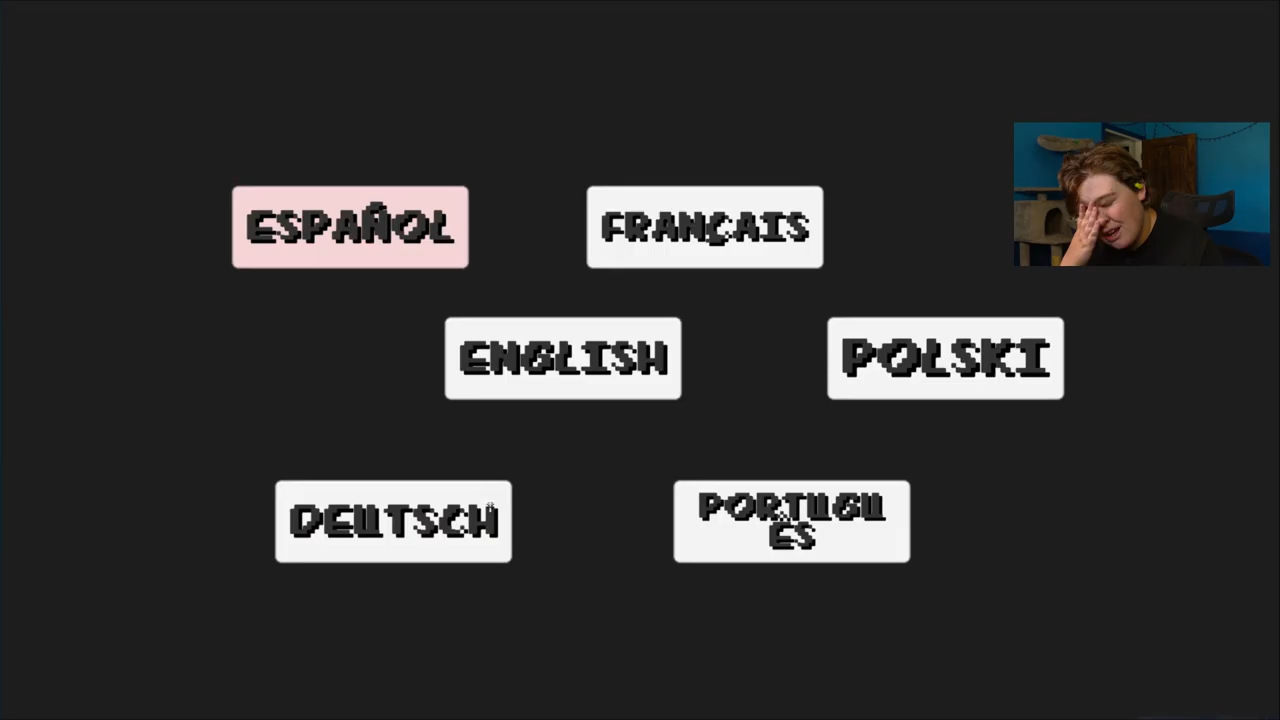 ESPAÑOL
FRANÇAIS
ENGLISH
POLSKI
DEUTSCH
PORTUGU
ÊS